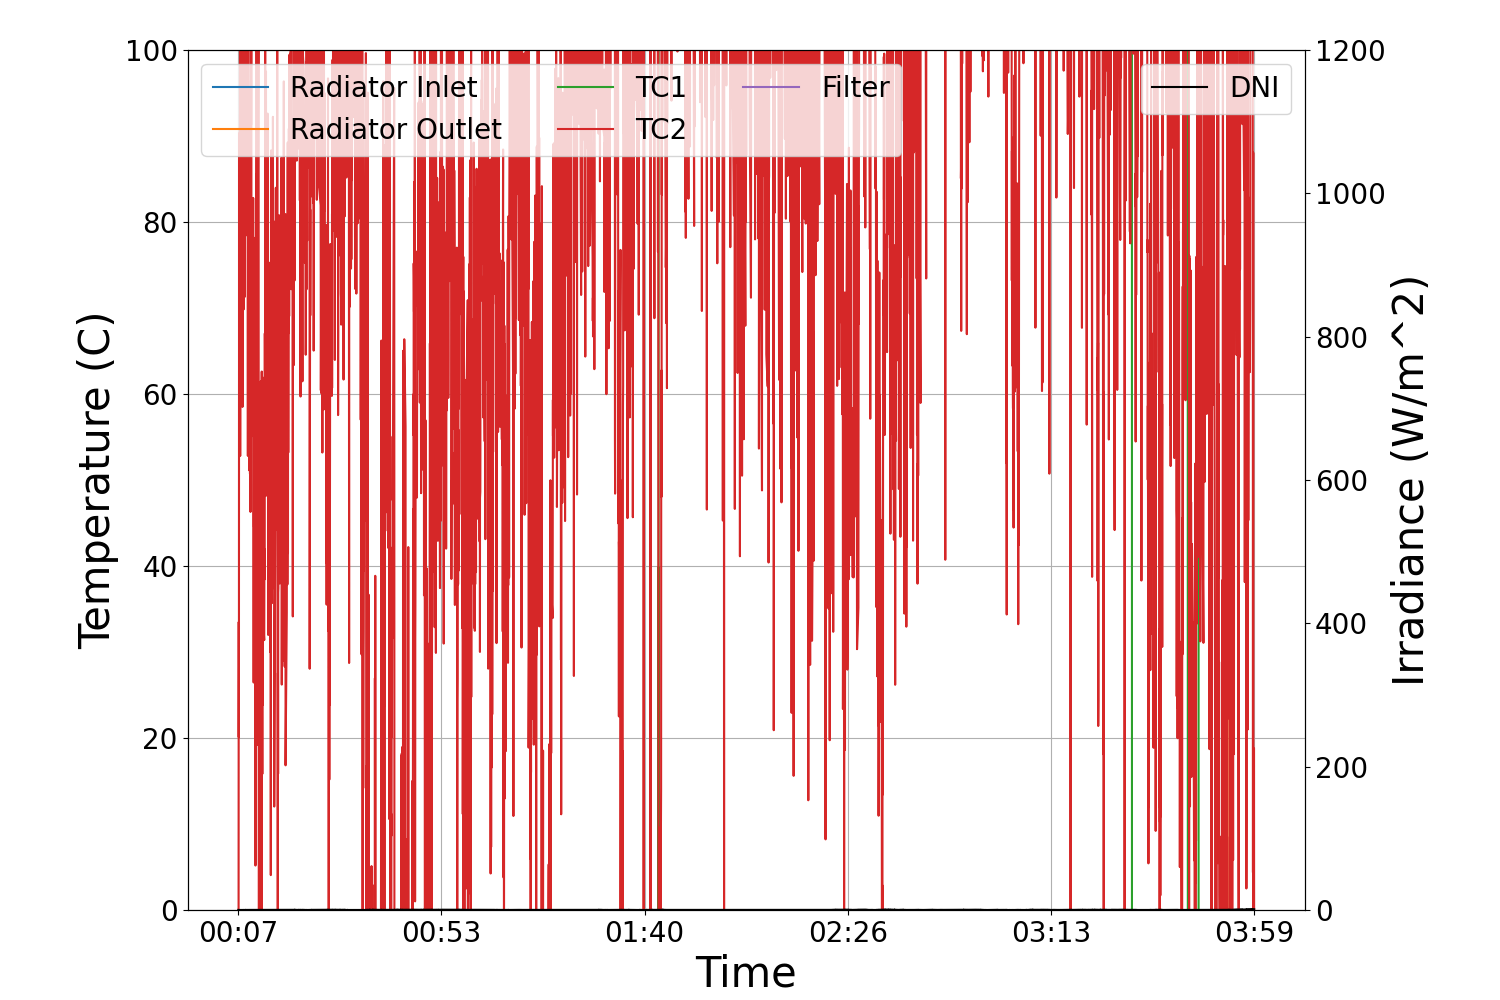 100
80
60
40
20
0
Temperature (C)
Radiator Inlet
Radiator Outlet
TC1
TC2
Filter
DNI
1200
1000
800
600
400
200
0
Irradiance (W/m^2)
00:07
00:53
01:40
02:26
03:13
03:59
Time